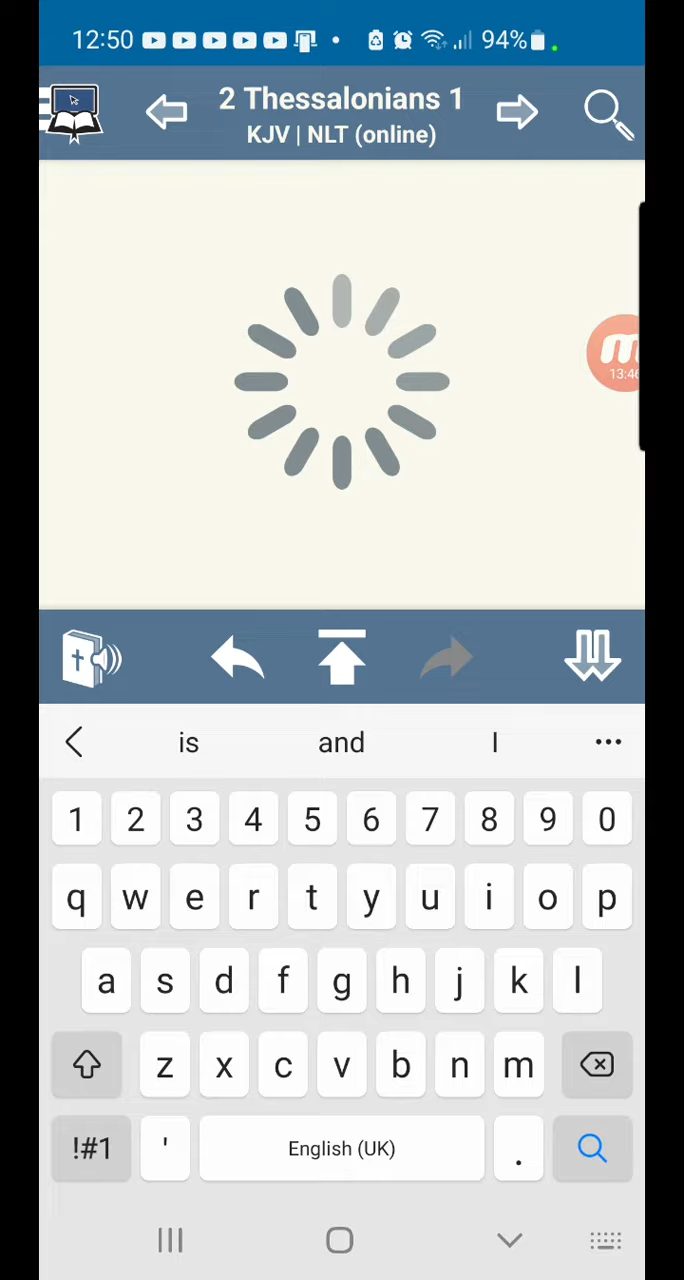 12:50 94%
2 Thessalonians 1
KJV | NLT (online)
13:46
is and I
1 2 3 4 5 6 7 8 9 0
q w e r t y u i o p
a s d f g h j k l
z x c v b n m
!#1 ' English (UK) .